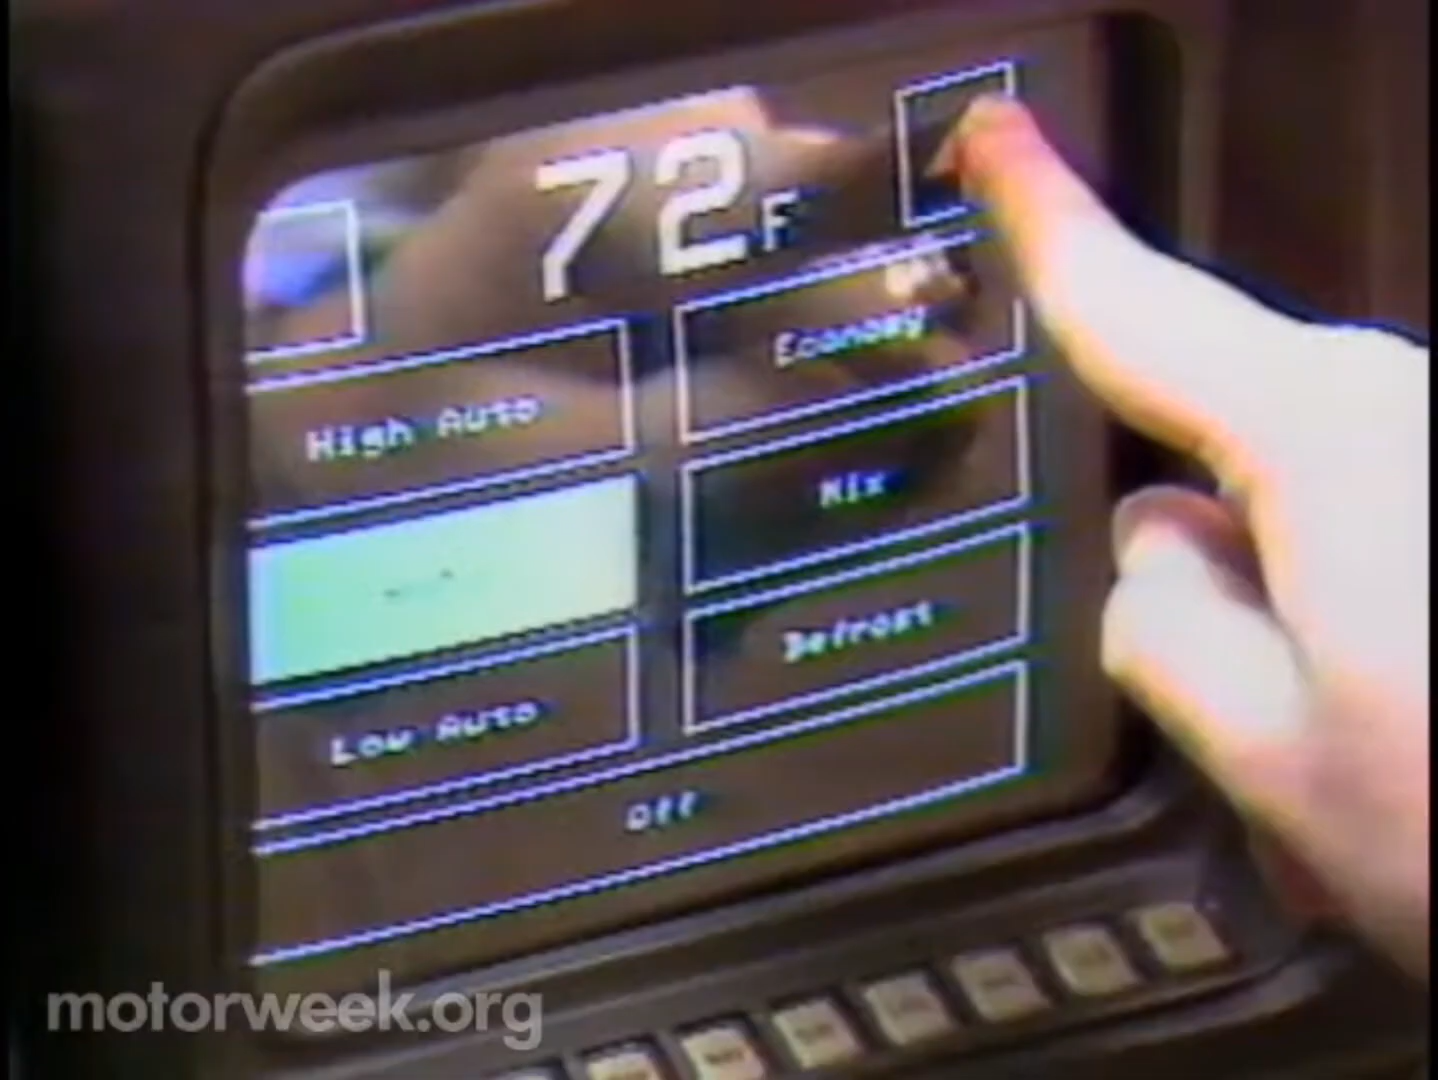 72F
Economy
High Auto
Mix
Defrost
Low Auto
Off
motorweek.org